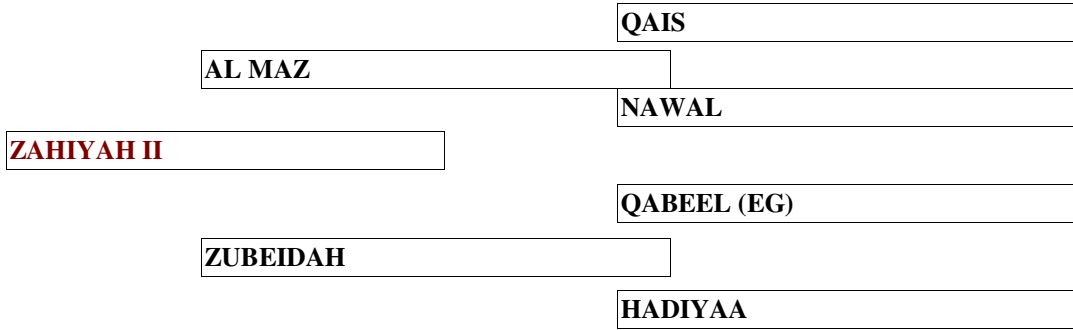 QAIS
AL MAZ
NAWAL
ZAHIYAH II
QABEEL (EG)
ZUBEIDAH
HADIYAA